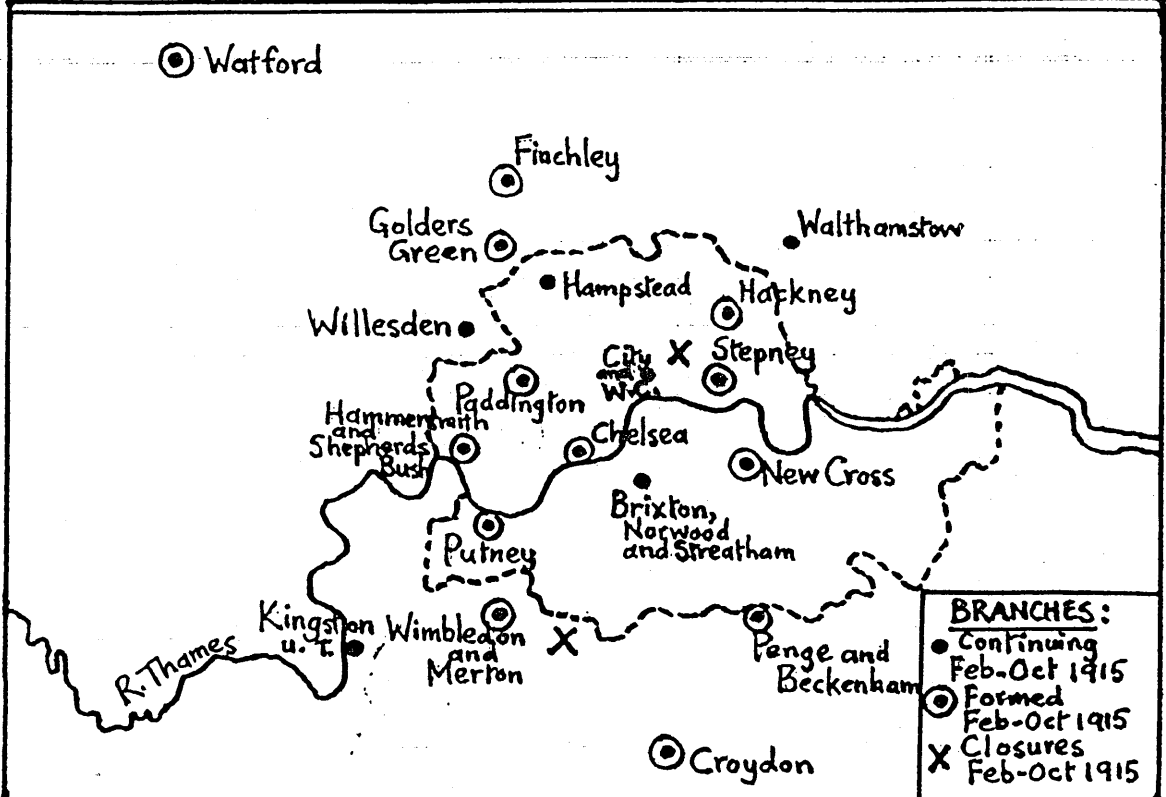 Watford
Finchley
Golders
Green
Walthamstow
Hampstead
Hackney
Willesden
City
and
W.C.
Stepney
Paddington
Hammersmith
and
Shepherds
Bush
Chelsea
New Cross
Brixton,
Norwood
and Streatham
Putney
Kingston
u. T.
Wimbledon
and
Merton
R. Thames
Penge and
Beckenham
Croydon
BRANCHES:
Continuing
Feb-Oct 1915
Formed
Feb-Oct 1915
X Closures
Feb-Oct 1915